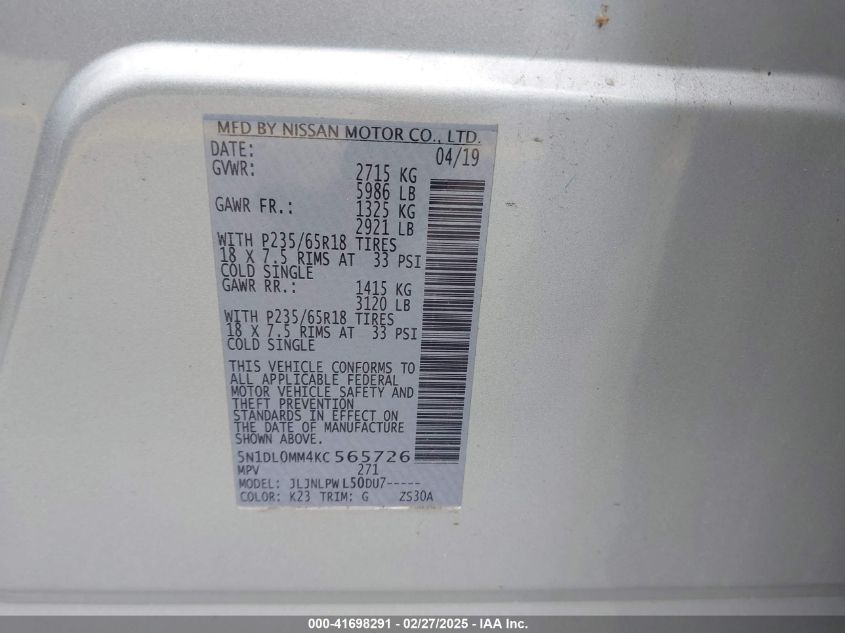 MFD BY NISSAN MOTOR CO., LTD.
DATE: 04/19
GVWR: 2715 KG
5986 LB
GAWR FR.: 1325 KG
2921 LB
WITH P235/65R18 TIRES
18 X 7.5 RIMS AT 33 PSI
COLD SINGLE
GAWR RR.: 1415 KG
3120 LB
WITH P235/65R18 TIRES
18 X 7.5 RIMS AT 33 PSI
COLD SINGLE
THIS VEHICLE CONFORMS TO
ALL APPLICABLE FEDERAL
MOTOR VEHICLE SAFETY AND
THEFT PREVENTION
STANDARDS IN EFFECT ON
THE DATE OF MANUFACTURE
SHOWN ABOVE.
5N1DL0MM4KC565726
MPV 271
MODEL: JLJNLPWL50DU7-----
COLOR: K23 TRIM: G ZS30A
000-41698291 - 02/27/2025 - IAA Inc.